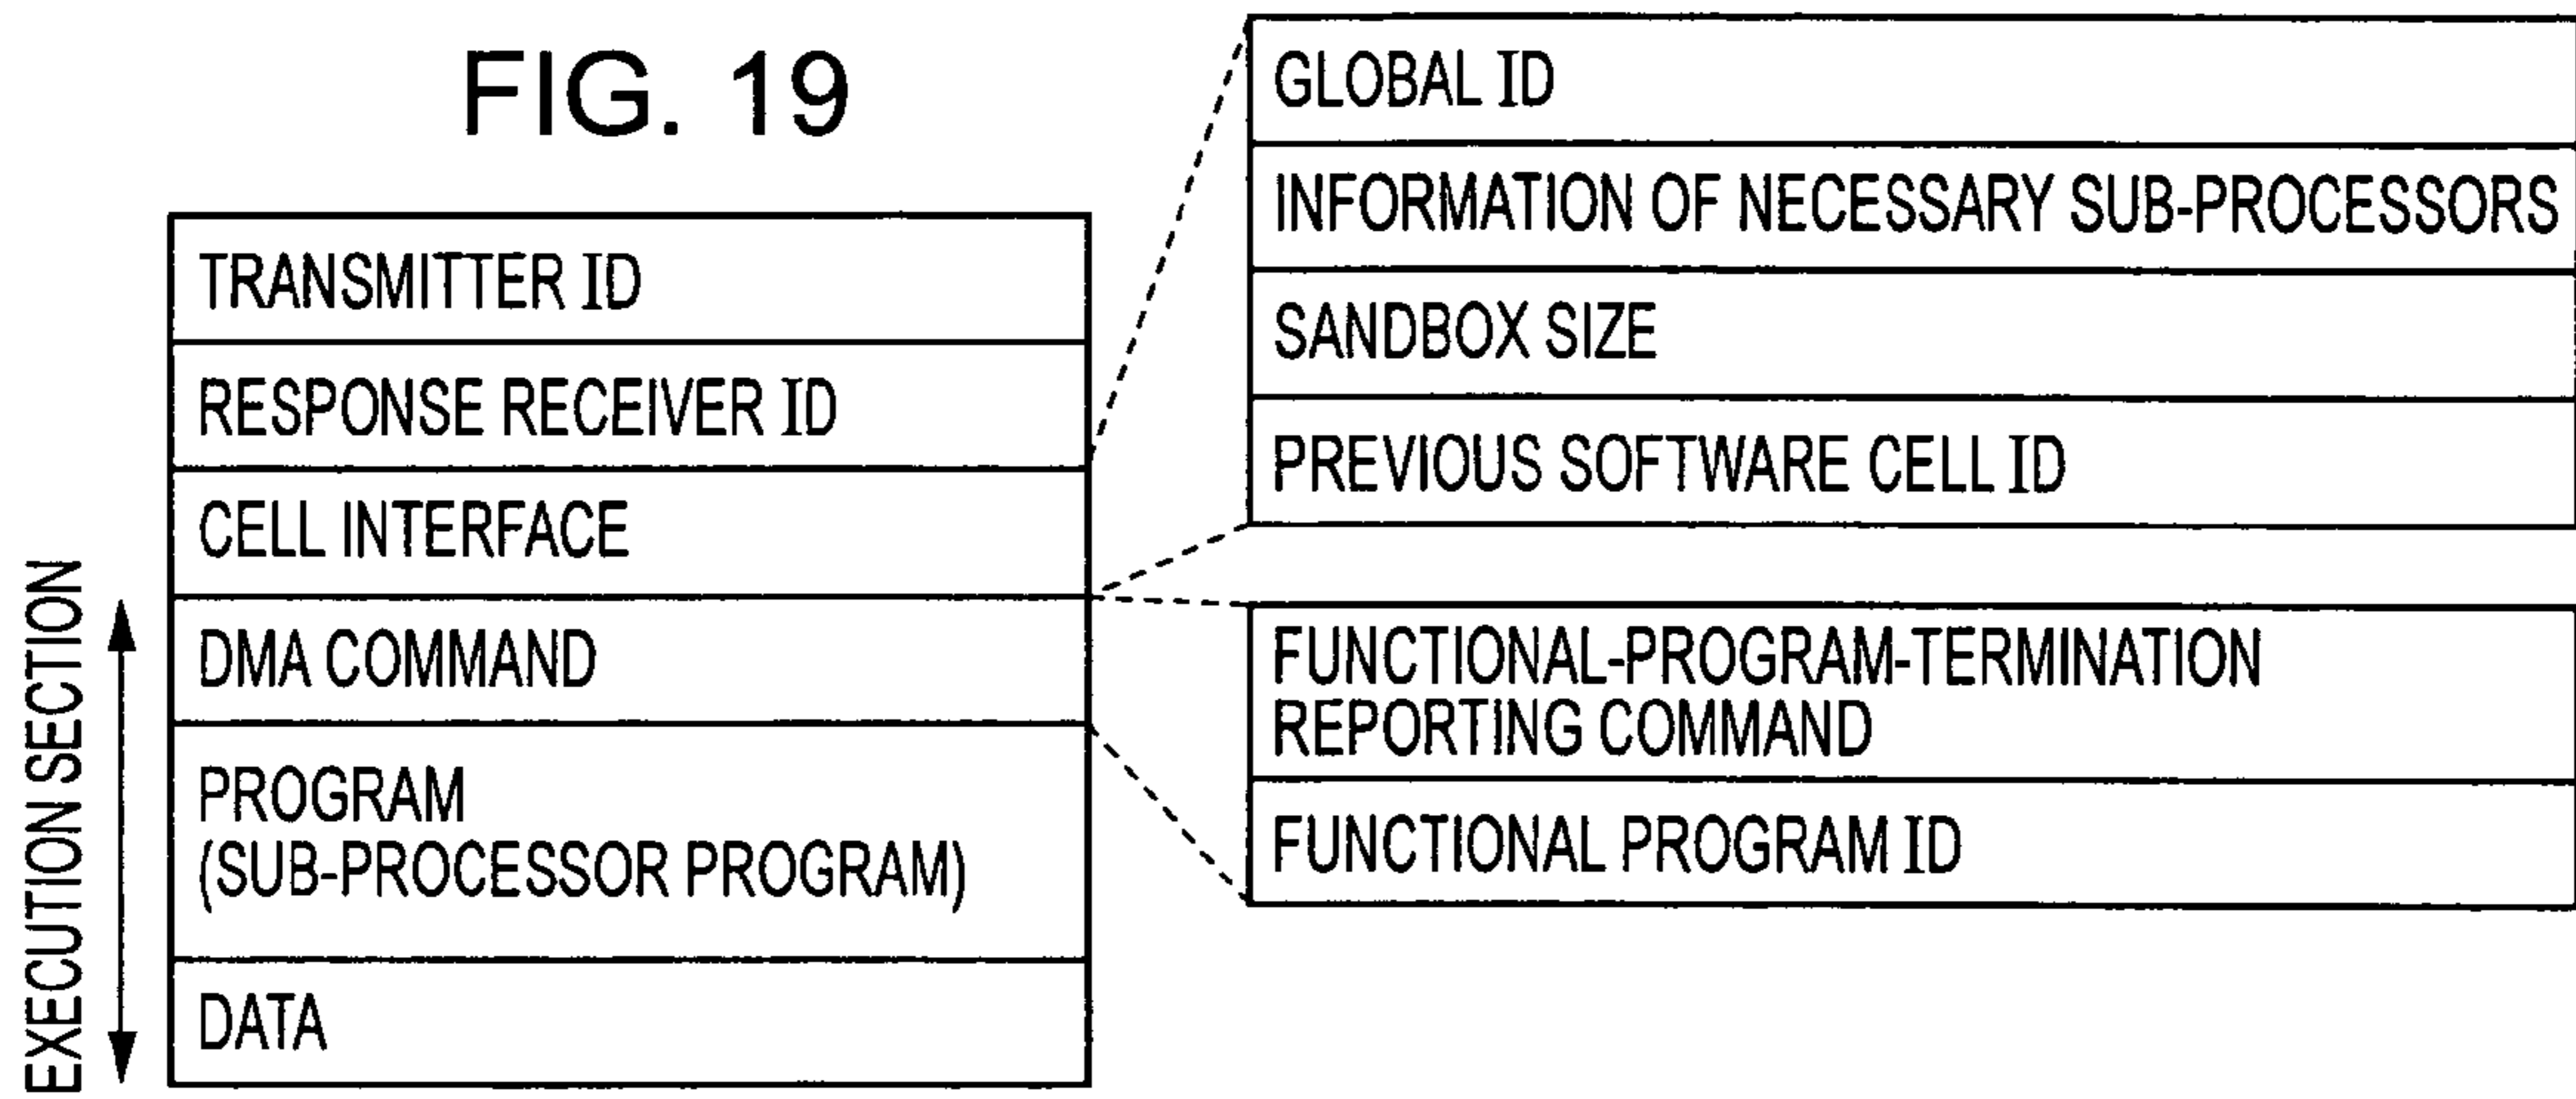 FIG. 19
TRANSMITTER ID
RESPONSE RECEIVER ID
CELL INTERFACE
DMA COMMAND
PROGRAM
(SUB-PROCESSOR PROGRAM)
DATA
EXECUTION SECTION
GLOBAL ID
INFORMATION OF NECESSARY SUB-PROCESSORS
SANDBOX SIZE
PREVIOUS SOFTWARE CELL ID
FUNCTIONAL-PROGRAM-TERMINATION
REPORTING COMMAND
FUNCTIONAL PROGRAM ID